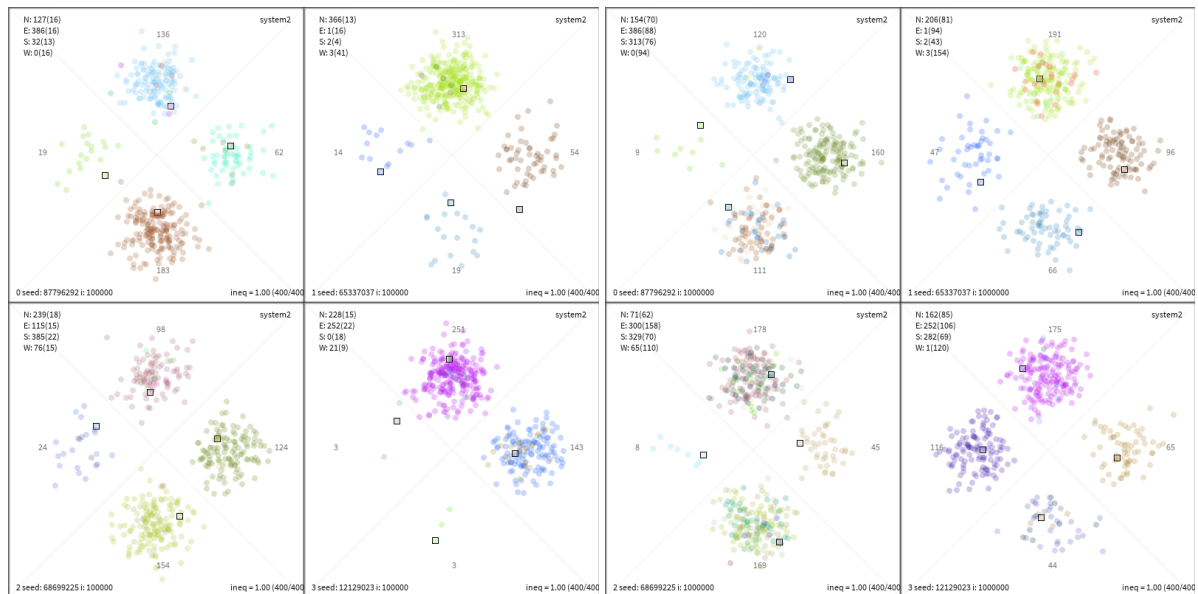 N: 127(16)
E: 386(16)
S: 32(13)
W: 0(16)
system2
136
19
62
183
0 seed: 87796292 i: 100000
ineq = 1.00 (400/400
N: 366(13)
E: 1(16)
S: 2(4)
W: 3(41)
system2
313
14
54
19
1 seed: 65337037 i: 100000
ineq = 1.00 (400/400
N: 154(70)
E: 386(88)
S: 313(76)
W: 0(94)
system2
120
9
160
111
0 seed: 87796292 i: 1000000
ineq = 1.00 (400/400
N: 206(81)
E: 1(94)
S: 2(43)
W: 3(154)
system2
191
47
96
66
1 seed: 65337037 i: 1000000
ineq = 1.00 (400/400
N: 239(18)
E: 115(15)
S: 385(22)
W: 76(15)
system2
98
24
124
154
2 seed: 68699225 i: 100000
ineq = 1.00 (400/400
N: 228(15)
E: 252(22)
S: 0(18)
W: 21(9)
system2
251
3
143
3
3 seed: 12129023 i: 100000
ineq = 1.00 (400/400
N: 71(62)
E: 300(158)
S: 329(70)
W: 65(110)
system2
178
8
45
169
2 seed: 68699225 i: 1000000
ineq = 1.00 (400/400
N: 162(85)
E: 252(106)
S: 282(69)
W: 1(120)
system2
175
116
65
44
3 seed: 12129023 i: 1000000
ineq = 1.00 (400/400